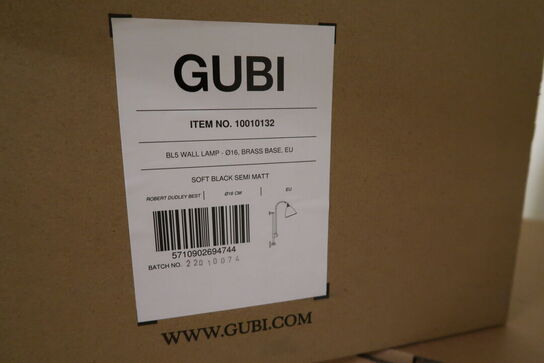 GUBI
ITEM NO. 10010132
BL5 WALL LAMP - Ø16, BRASS BASE, EU
SOFT BLACK SEMI MATT
ROBERT DUDLEY BEST | Ø16 CM | EU
5710902694744
BATCH NO. 22010074
WWW.GUBI.COM